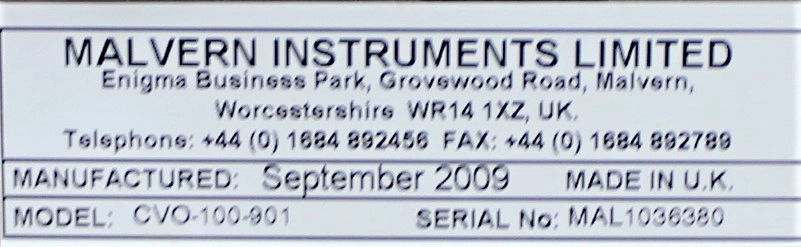 MALVERN INSTRUMENTS LIMITED
Enigma Business Park, Grovewood Road, Malvern,
Worcestershire WR14 1XZ, UK.
Telephone: +44 (0) 1684 892456 FAX: +44 (0) 1684 892789
MANUFACTURED: September 2009 MADE IN U.K.
MODEL: CVO-100-901 SERIAL No: MAL1036380